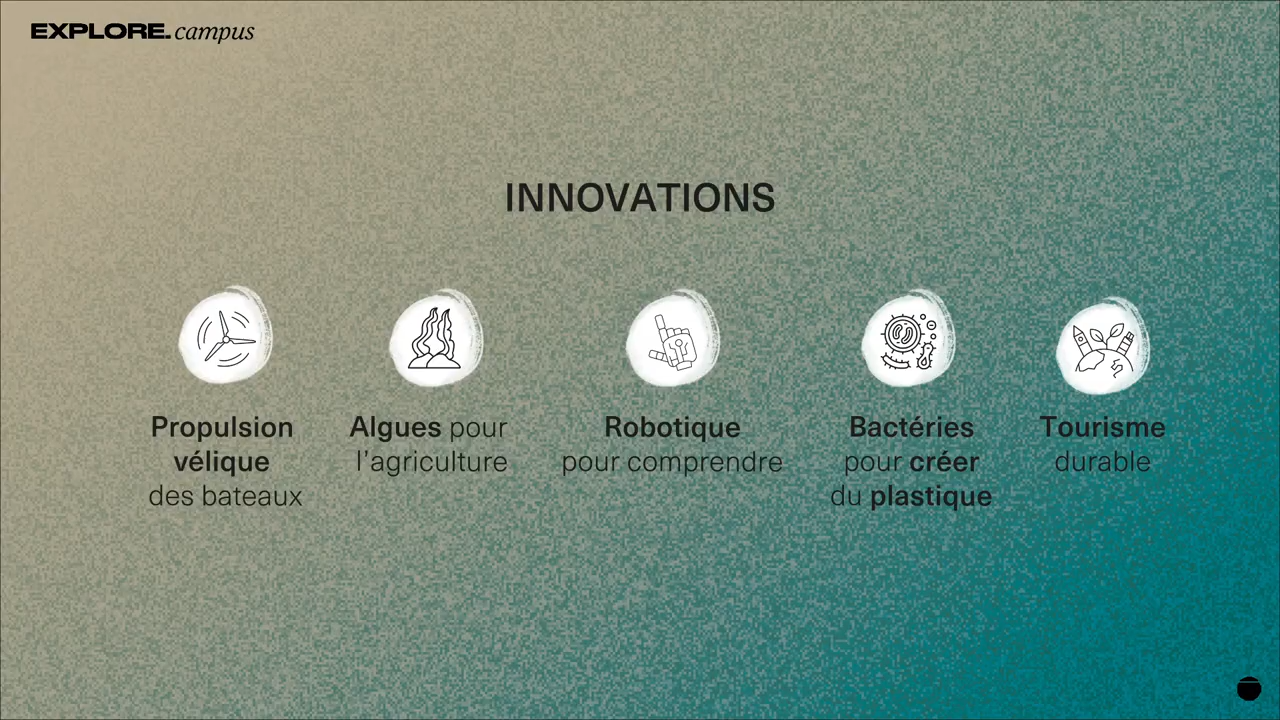 EXPLORE.campus
INNOVATIONS
Propulsion
vélique
des bateaux
Algues pour
l’agriculture
Robotique
pour comprendre
Bactéries
pour créer
du plastique
Tourisme
durable